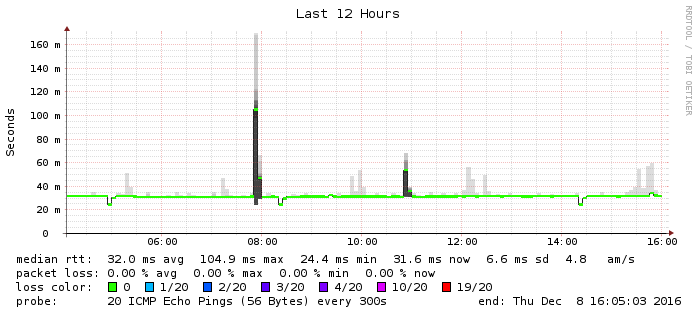 Last 12 Hours
RRDTOOL / TOBI OETIKER
Seconds
160 m
140 m
120 m
100 m
80 m
60 m
40 m
20 m
0
06:00 08:00 10:00 12:00 14:00 16:00
median rtt: 32.0 ms avg 104.9 ms max 24.4 ms min 31.6 ms now 6.6 ms sd 4.8 am/s
packet loss: 0.00 % avg 0.00 % max 0.00 % min 0.00 % now
loss color: 0 1/20 2/20 3/20 4/20 10/20 19/20
probe: 20 ICMP Echo Pings (56 Bytes) every 300s end: Thu Dec 8 16:05:03 2016